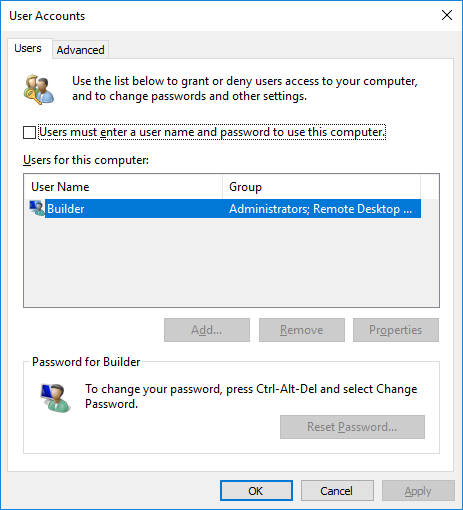 User Accounts
Users
Advanced
Use the list below to grant or deny users access to your computer,
and to change passwords and other settings.
Users must enter a user name and password to use this computer.
Users for this computer:
User Name
Group
Builder
Administrators; Remote Desktop ...
Add...
Remove
Properties
Password for Builder
To change your password, press Ctrl-Alt-Del and select Change
Password.
Reset Password...
OK
Cancel
Apply